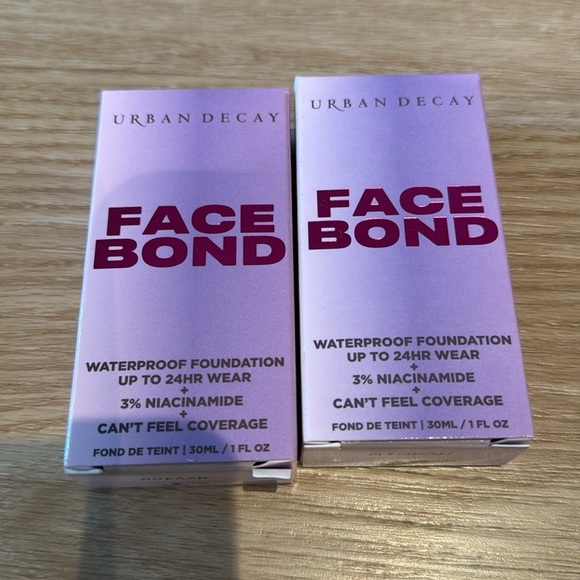 URBAN DECAY
FACE
BOND
WATERPROOF FOUNDATION
UP TO 24HR WEAR
+
3% NIACINAMIDE
+
CAN'T FEEL COVERAGE
FOND DE TEINT | 30ML / 1 FL OZ
URBAN DECAY
FACE
BOND
WATERPROOF FOUNDATION
UP TO 24HR WEAR
+
3% NIACINAMIDE
+
CAN'T FEEL COVERAGE
FOND DE TEINT | 30ML / 1 FL OZ